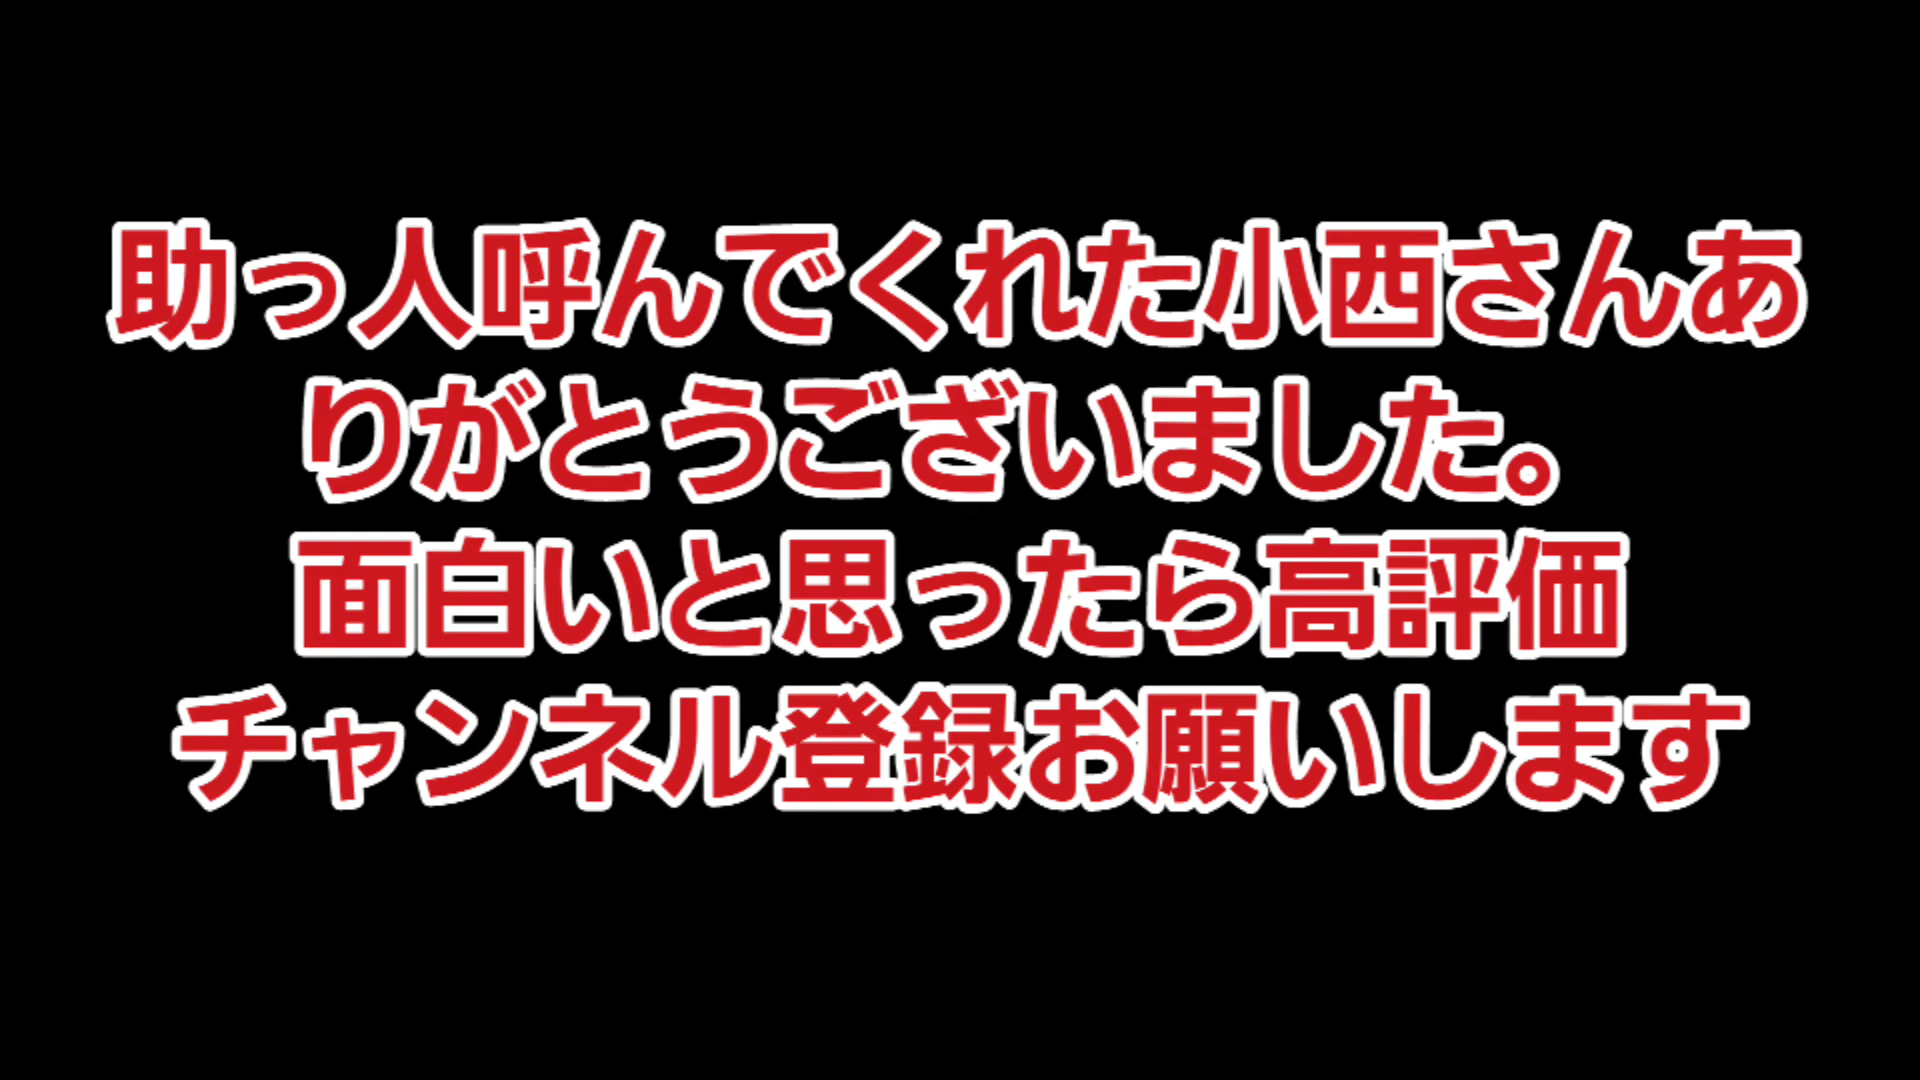 助っ人呼んでくれた小西さんあ
りがとうございました。
面白いと思ったら高評価
チャンネル登録お願いします